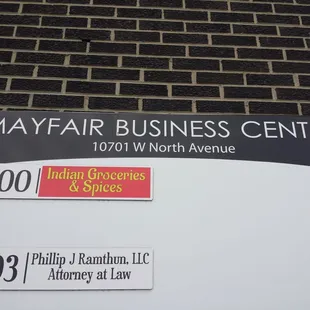 MAYFAIR BUSINESS CENT
10701 W North Avenue
00 | Indian Groceries
& Spices
03 | Phillip J Ramthun, LLC
Attorney at Law